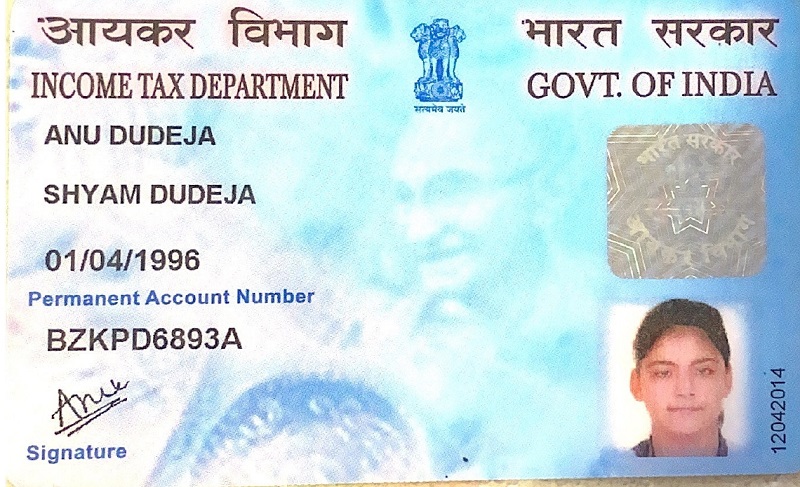 आयकर विभाग
INCOME TAX DEPARTMENT
भारत सरकार
GOVT. OF INDIA
सत्यमेव जयते
ANU DUDEJA
SHYAM DUDEJA
01/04/1996
Permanent Account Number
BZKPD6893A
Anu
Signature
भारत सरकार
आयकर विभाग
12042014